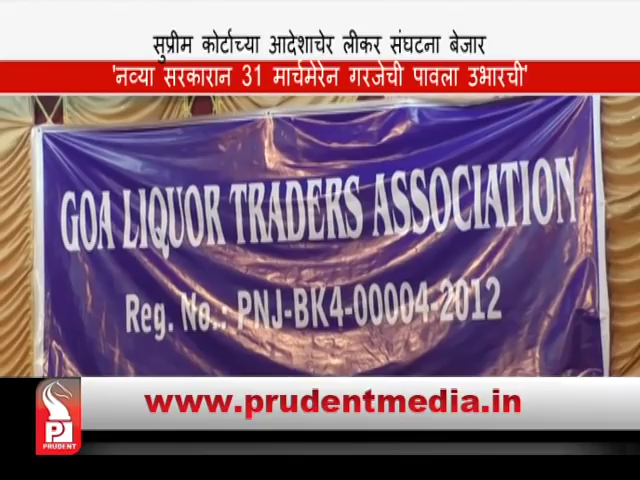 सुप्रीम कोर्टाच्या आदेशाचेर लीकर संघटना बेजार
'नव्या सरकारान 31 मार्चमेरेन गरजेची पावला उभारची'
GOA LIQUOR TRADERS ASSOCIATION
Reg. No.: PNJ-BK4-00004-2012
www.prudentmedia.in
P
PRUDENT